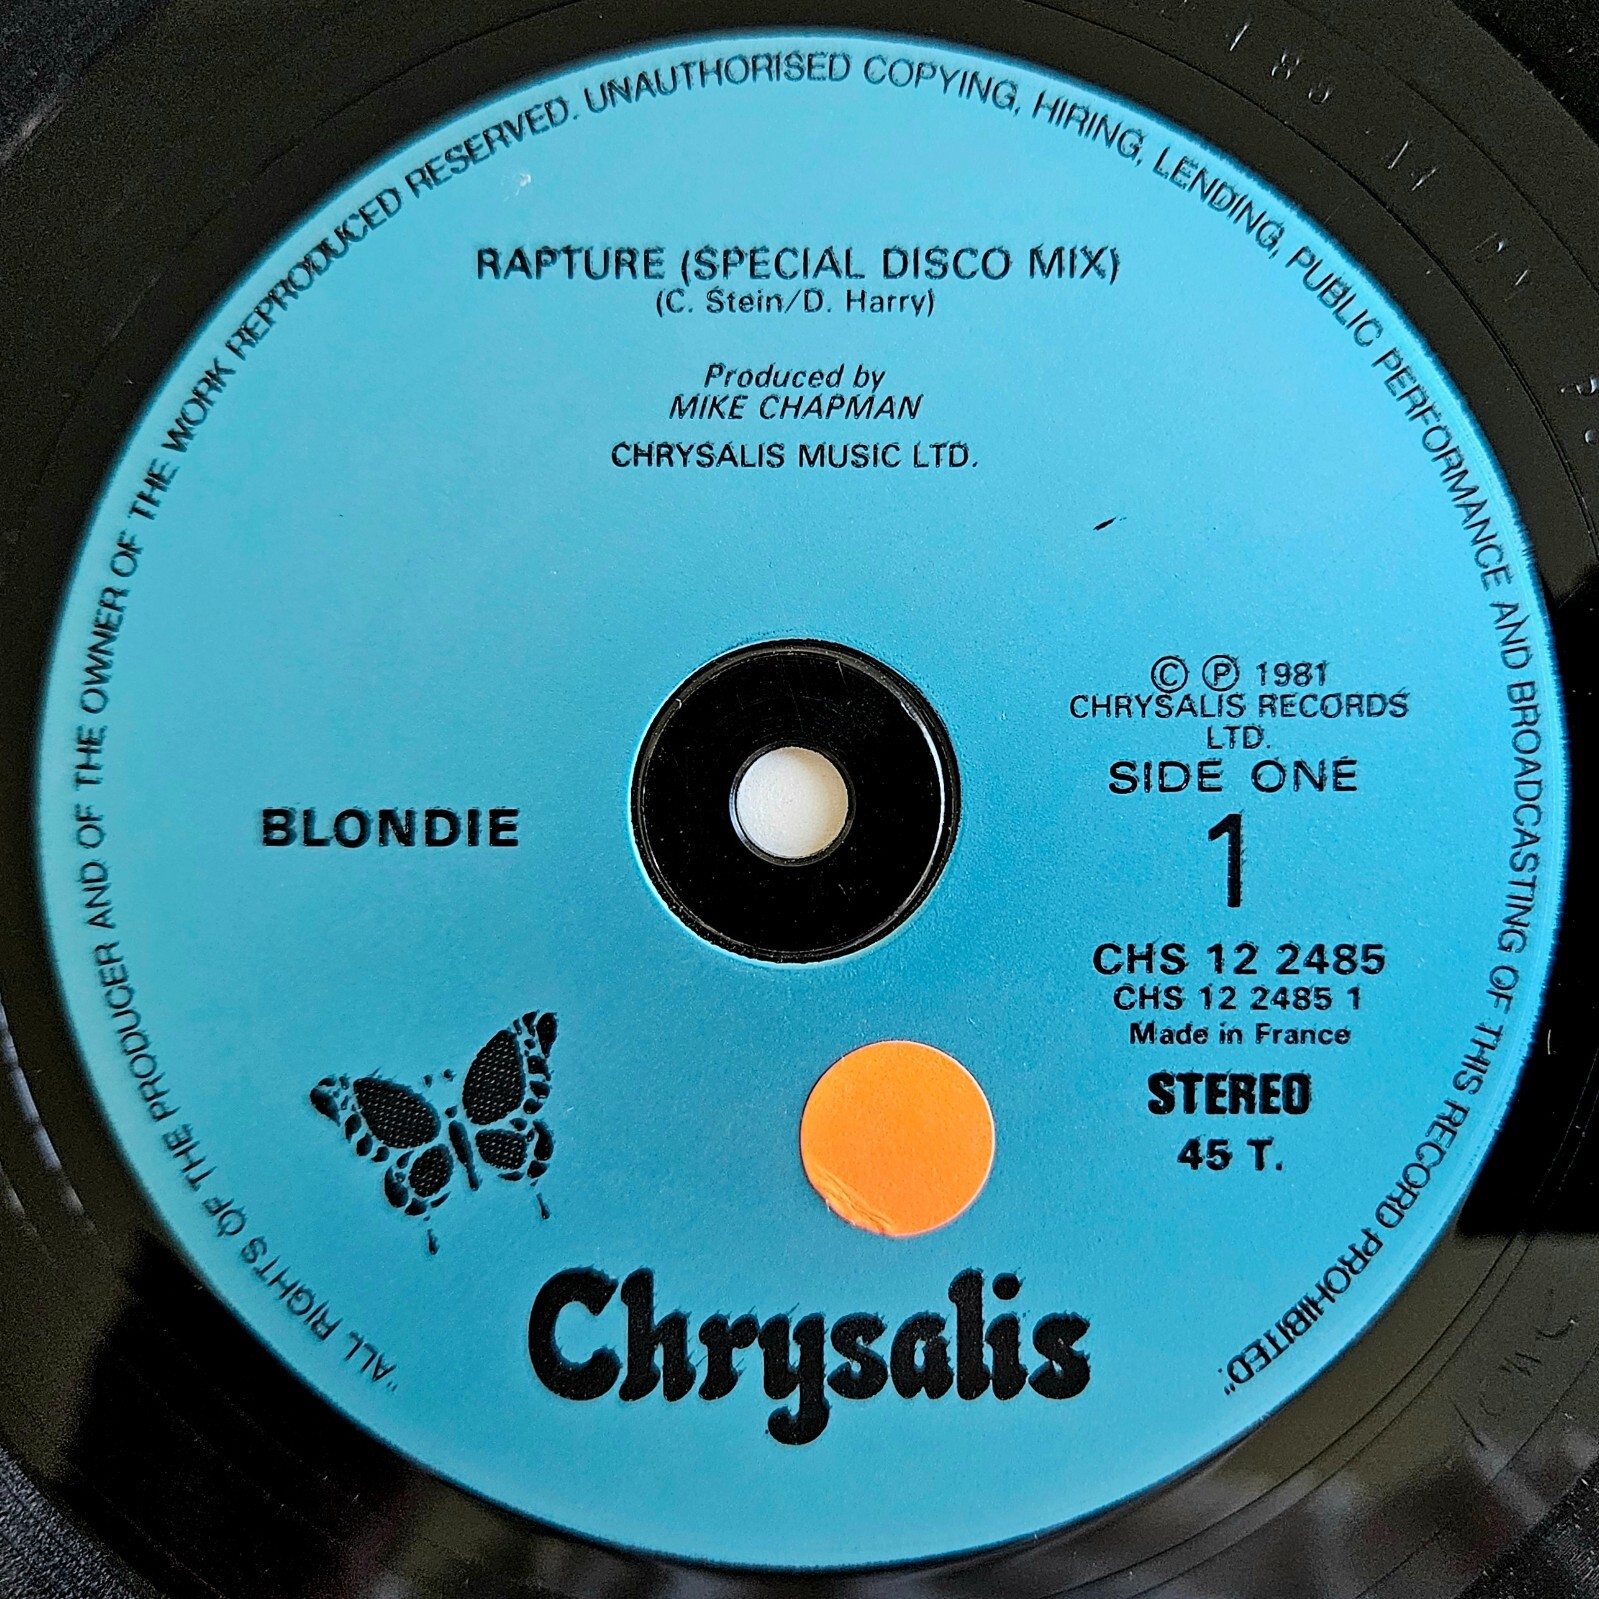 "ALL RIGHTS OF THE PRODUCER AND OF THE OWNER OF THE WORK REPRODUCED RESERVED. UNAUTHORISED COPYING, HIRING, LENDING, PUBLIC PERFORMANCE AND BROADCASTING OF THIS RECORD PROHIBITED."
RAPTURE (SPECIAL DISCO MIX)
(C. Stein/D. Harry)
Produced by
MIKE CHAPMAN
CHRYSALIS MUSIC LTD.
BLONDIE
© ℗ 1981
CHRYSALIS RECORDS
LTD.
SIDE ONE
1
CHS 12 2485
CHS 12 2485 1
Made in France
STEREO
45 T.
Chrysalis